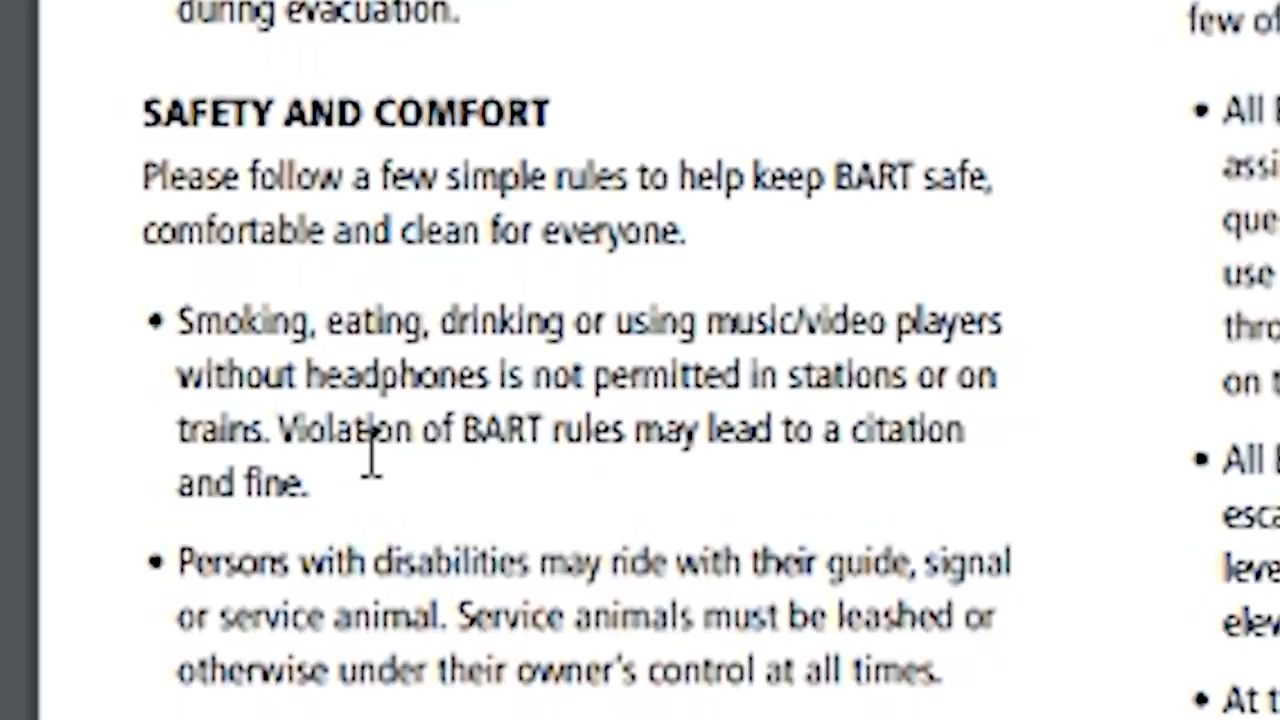 during evacuation.
SAFETY AND COMFORT
Please follow a few simple rules to help keep BART safe,
comfortable and clean for everyone.
• Smoking, eating, drinking or using music/video players
without headphones is not permitted in stations or on
trains. Violation of BART rules may lead to a citation
and fine.
• Persons with disabilities may ride with their guide, signal
or service animal. Service animals must be leashed or
otherwise under their owner's control at all times.
few of
• All
use
on
• All
• At